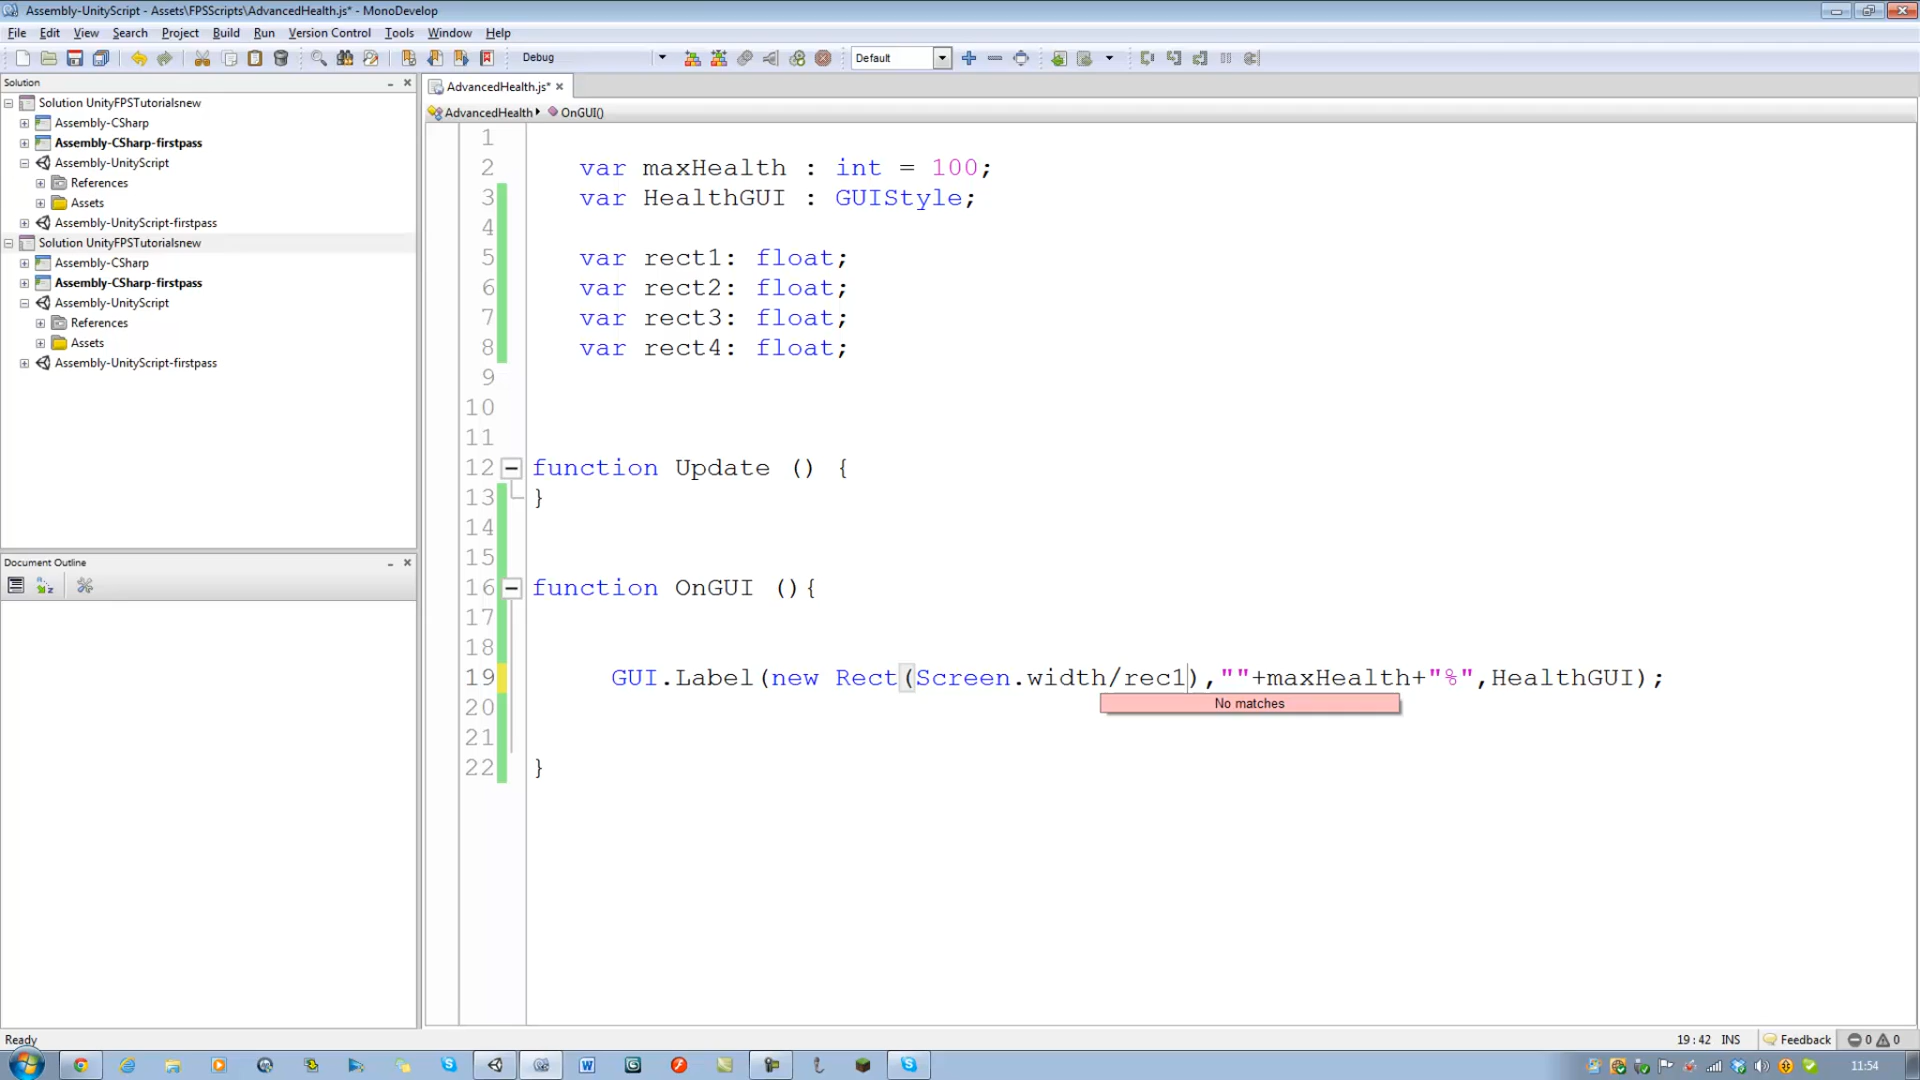 Assembly-UnityScript - Assets\FPSScripts\AdvancedHealth.js* - MonoDevelop
File Edit View Search Project Build Run Version Control Tools Window Help
Debug Default
Solution
AdvancedHealth.js*
Solution UnityFPSTutorialsnew
Assembly-CSharp
Assembly-CSharp-firstpass
Assembly-UnityScript
References
Assets
Assembly-UnityScript-firstpass
Solution UnityFPSTutorialsnew
Assembly-CSharp
Assembly-CSharp-firstpass
Assembly-UnityScript
References
Assets
Assembly-UnityScript-firstpass
Document Outline
AdvancedHealth OnGUI()
1
2 var maxHealth : int = 100;
3 var HealthGUI : GUIStyle;
4
5 var rect1: float;
6 var rect2: float;
7 var rect3: float;
8 var rect4: float;
9
10
11
12 function Update () {
13 }
14
15
16 function OnGUI (){
17
18
19 GUI.Label(new Rect(Screen.width/rec1),""+maxHealth+"%",HealthGUI);
No matches
20
21
22 }
Ready
19 : 42 INS Feedback 0 0
11:54